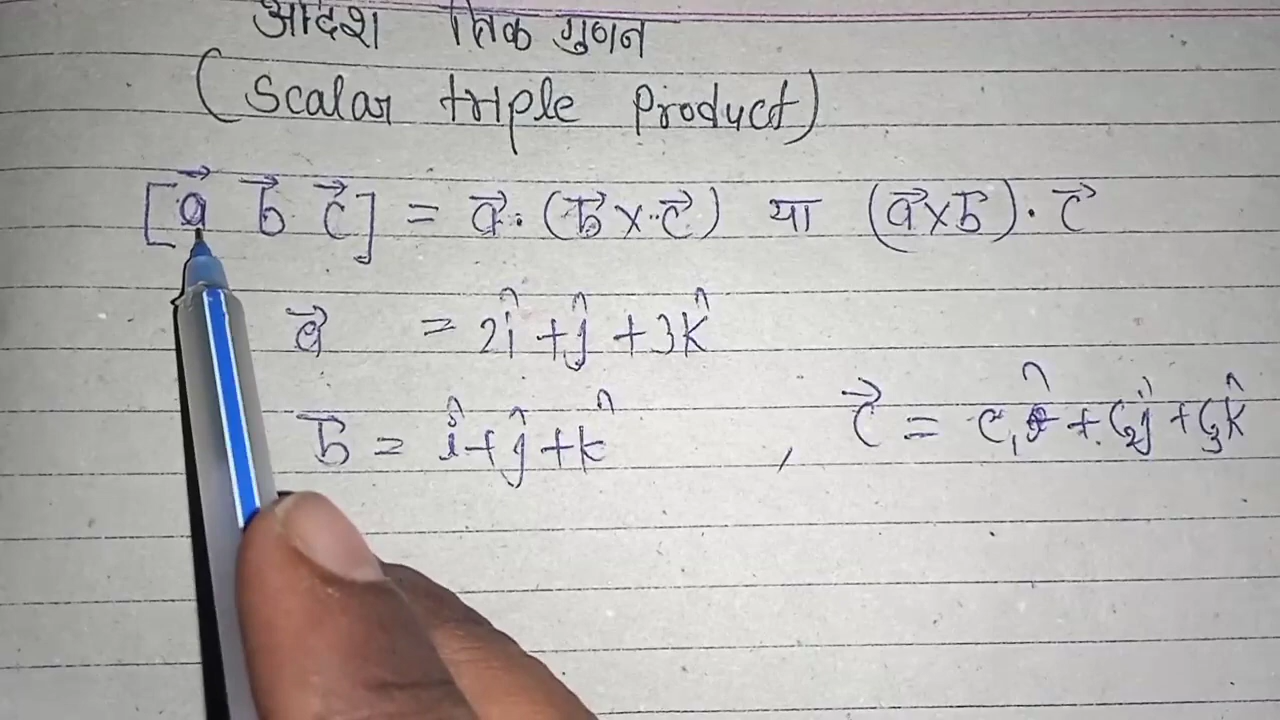 आदिश त्रिक गुणन
(Scalar triple Product)
[a⃗ b⃗ c⃗] = a⃗ · (b⃗ × c⃗) या (a⃗ × b⃗) · c⃗
a⃗ = 2î + ĵ + 3k̂
b⃗ = î + ĵ + k̂ , c⃗ = c₁î + c₂ĵ + c₃k̂